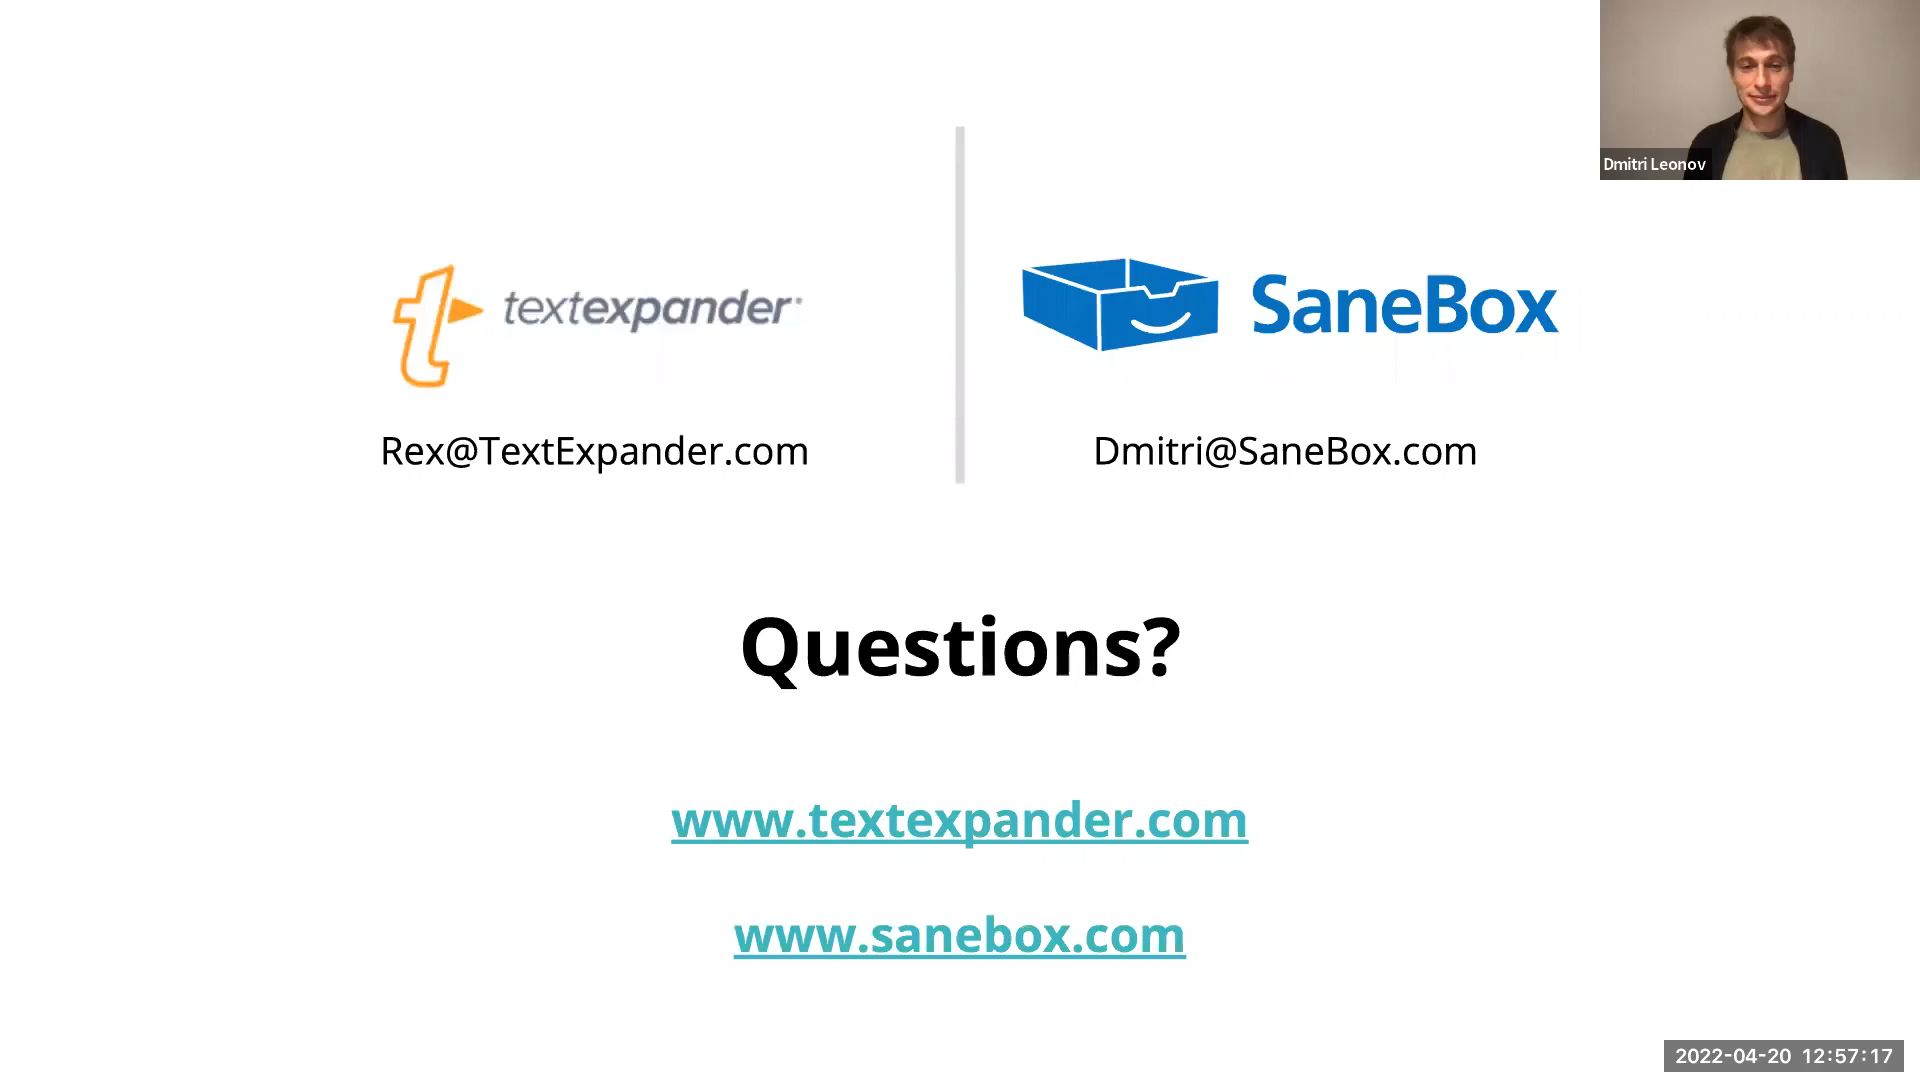 Dmitri Leonov
textexpander
SaneBox
Rex@TextExpander.com
Dmitri@SaneBox.com
Questions?
www.textexpander.com
www.sanebox.com
2022-04-20 12:57:17